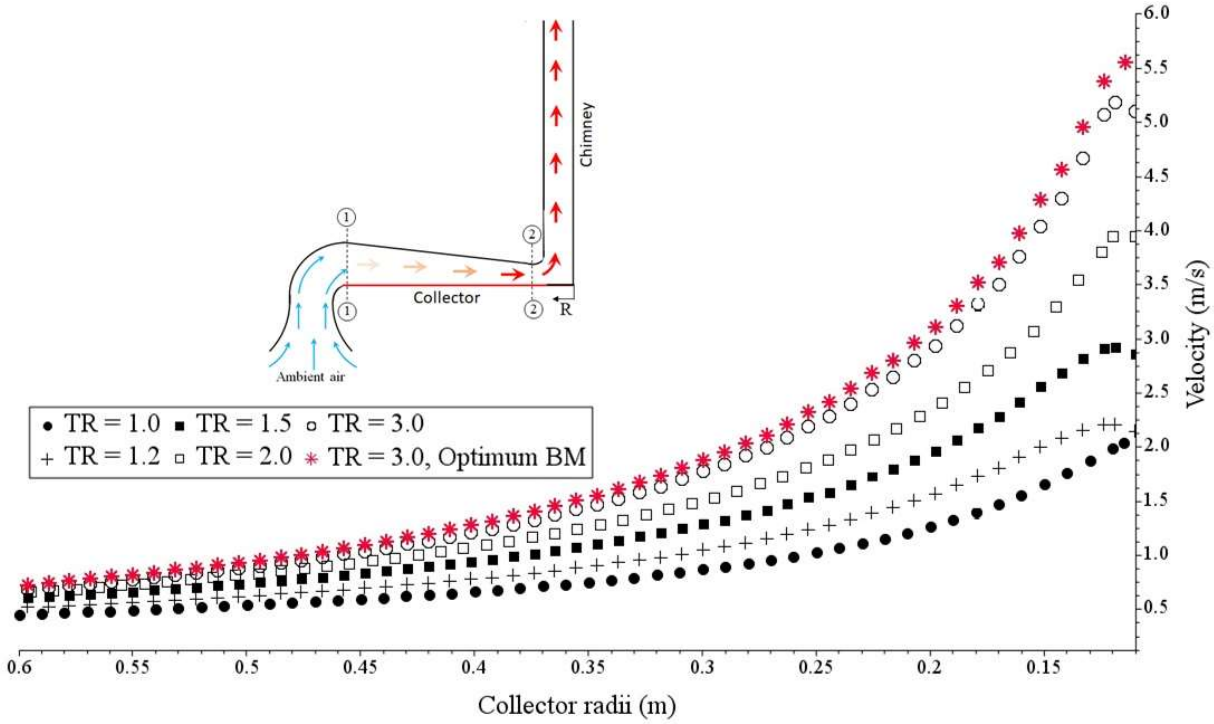 6.0
5.5
5.0
4.5
4.0
3.5
3.0
2.5
2.0
1.5
1.0
0.5
Velocity (m/s)
Chimney
1
2
Collector
1
2
R
Ambient air
TR = 1.0 TR = 1.5 TR = 3.0
TR = 1.2 TR = 2.0 TR = 3.0, Optimum BM
0.6 0.55 0.5 0.45 0.4 0.35 0.3 0.25 0.2 0.15
Collector radii (m)